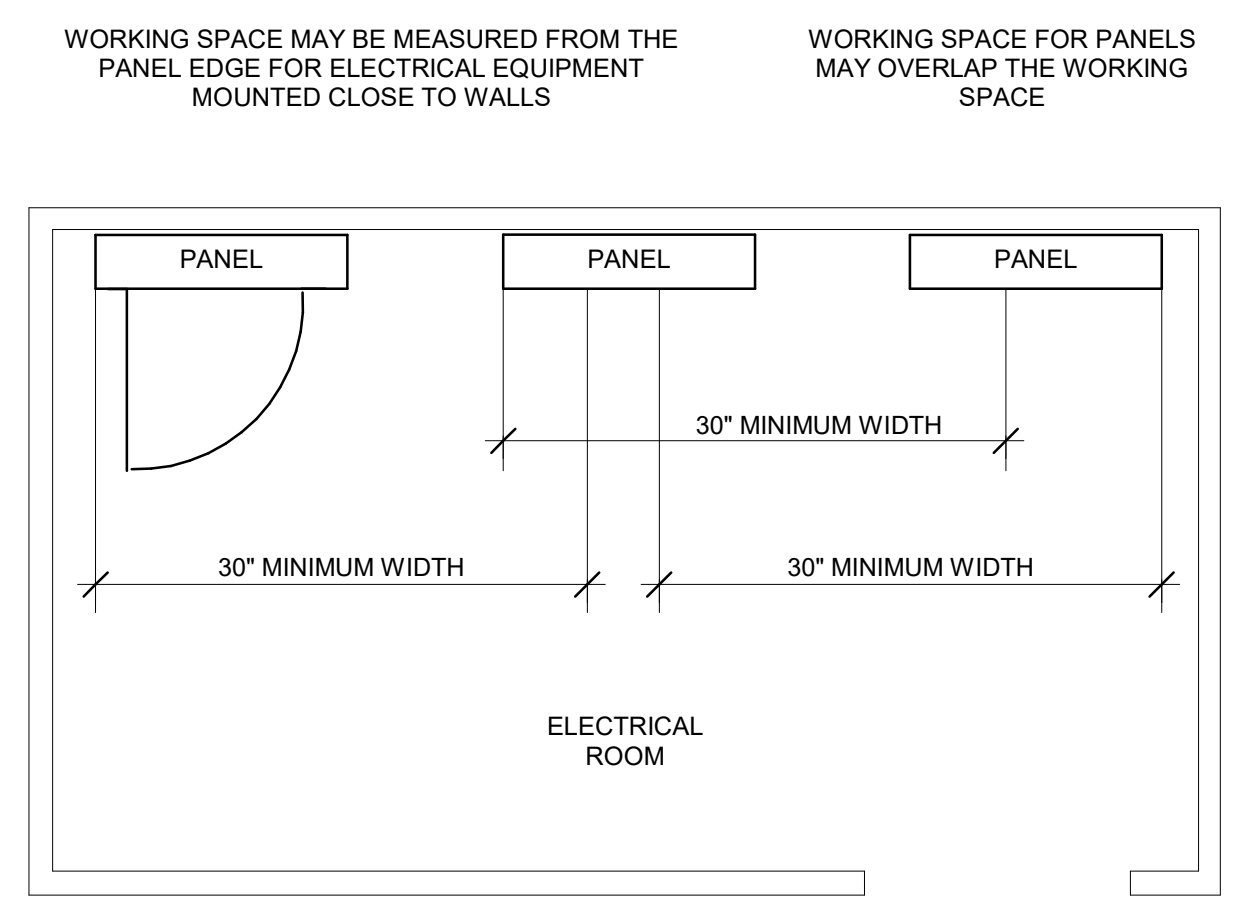 WORKING SPACE MAY BE MEASURED FROM THE
PANEL EDGE FOR ELECTRICAL EQUIPMENT
MOUNTED CLOSE TO WALLS
WORKING SPACE FOR PANELS
MAY OVERLAP THE WORKING
SPACE
PANEL
PANEL
PANEL
30" MINIMUM WIDTH
30" MINIMUM WIDTH
30" MINIMUM WIDTH
ELECTRICAL
ROOM